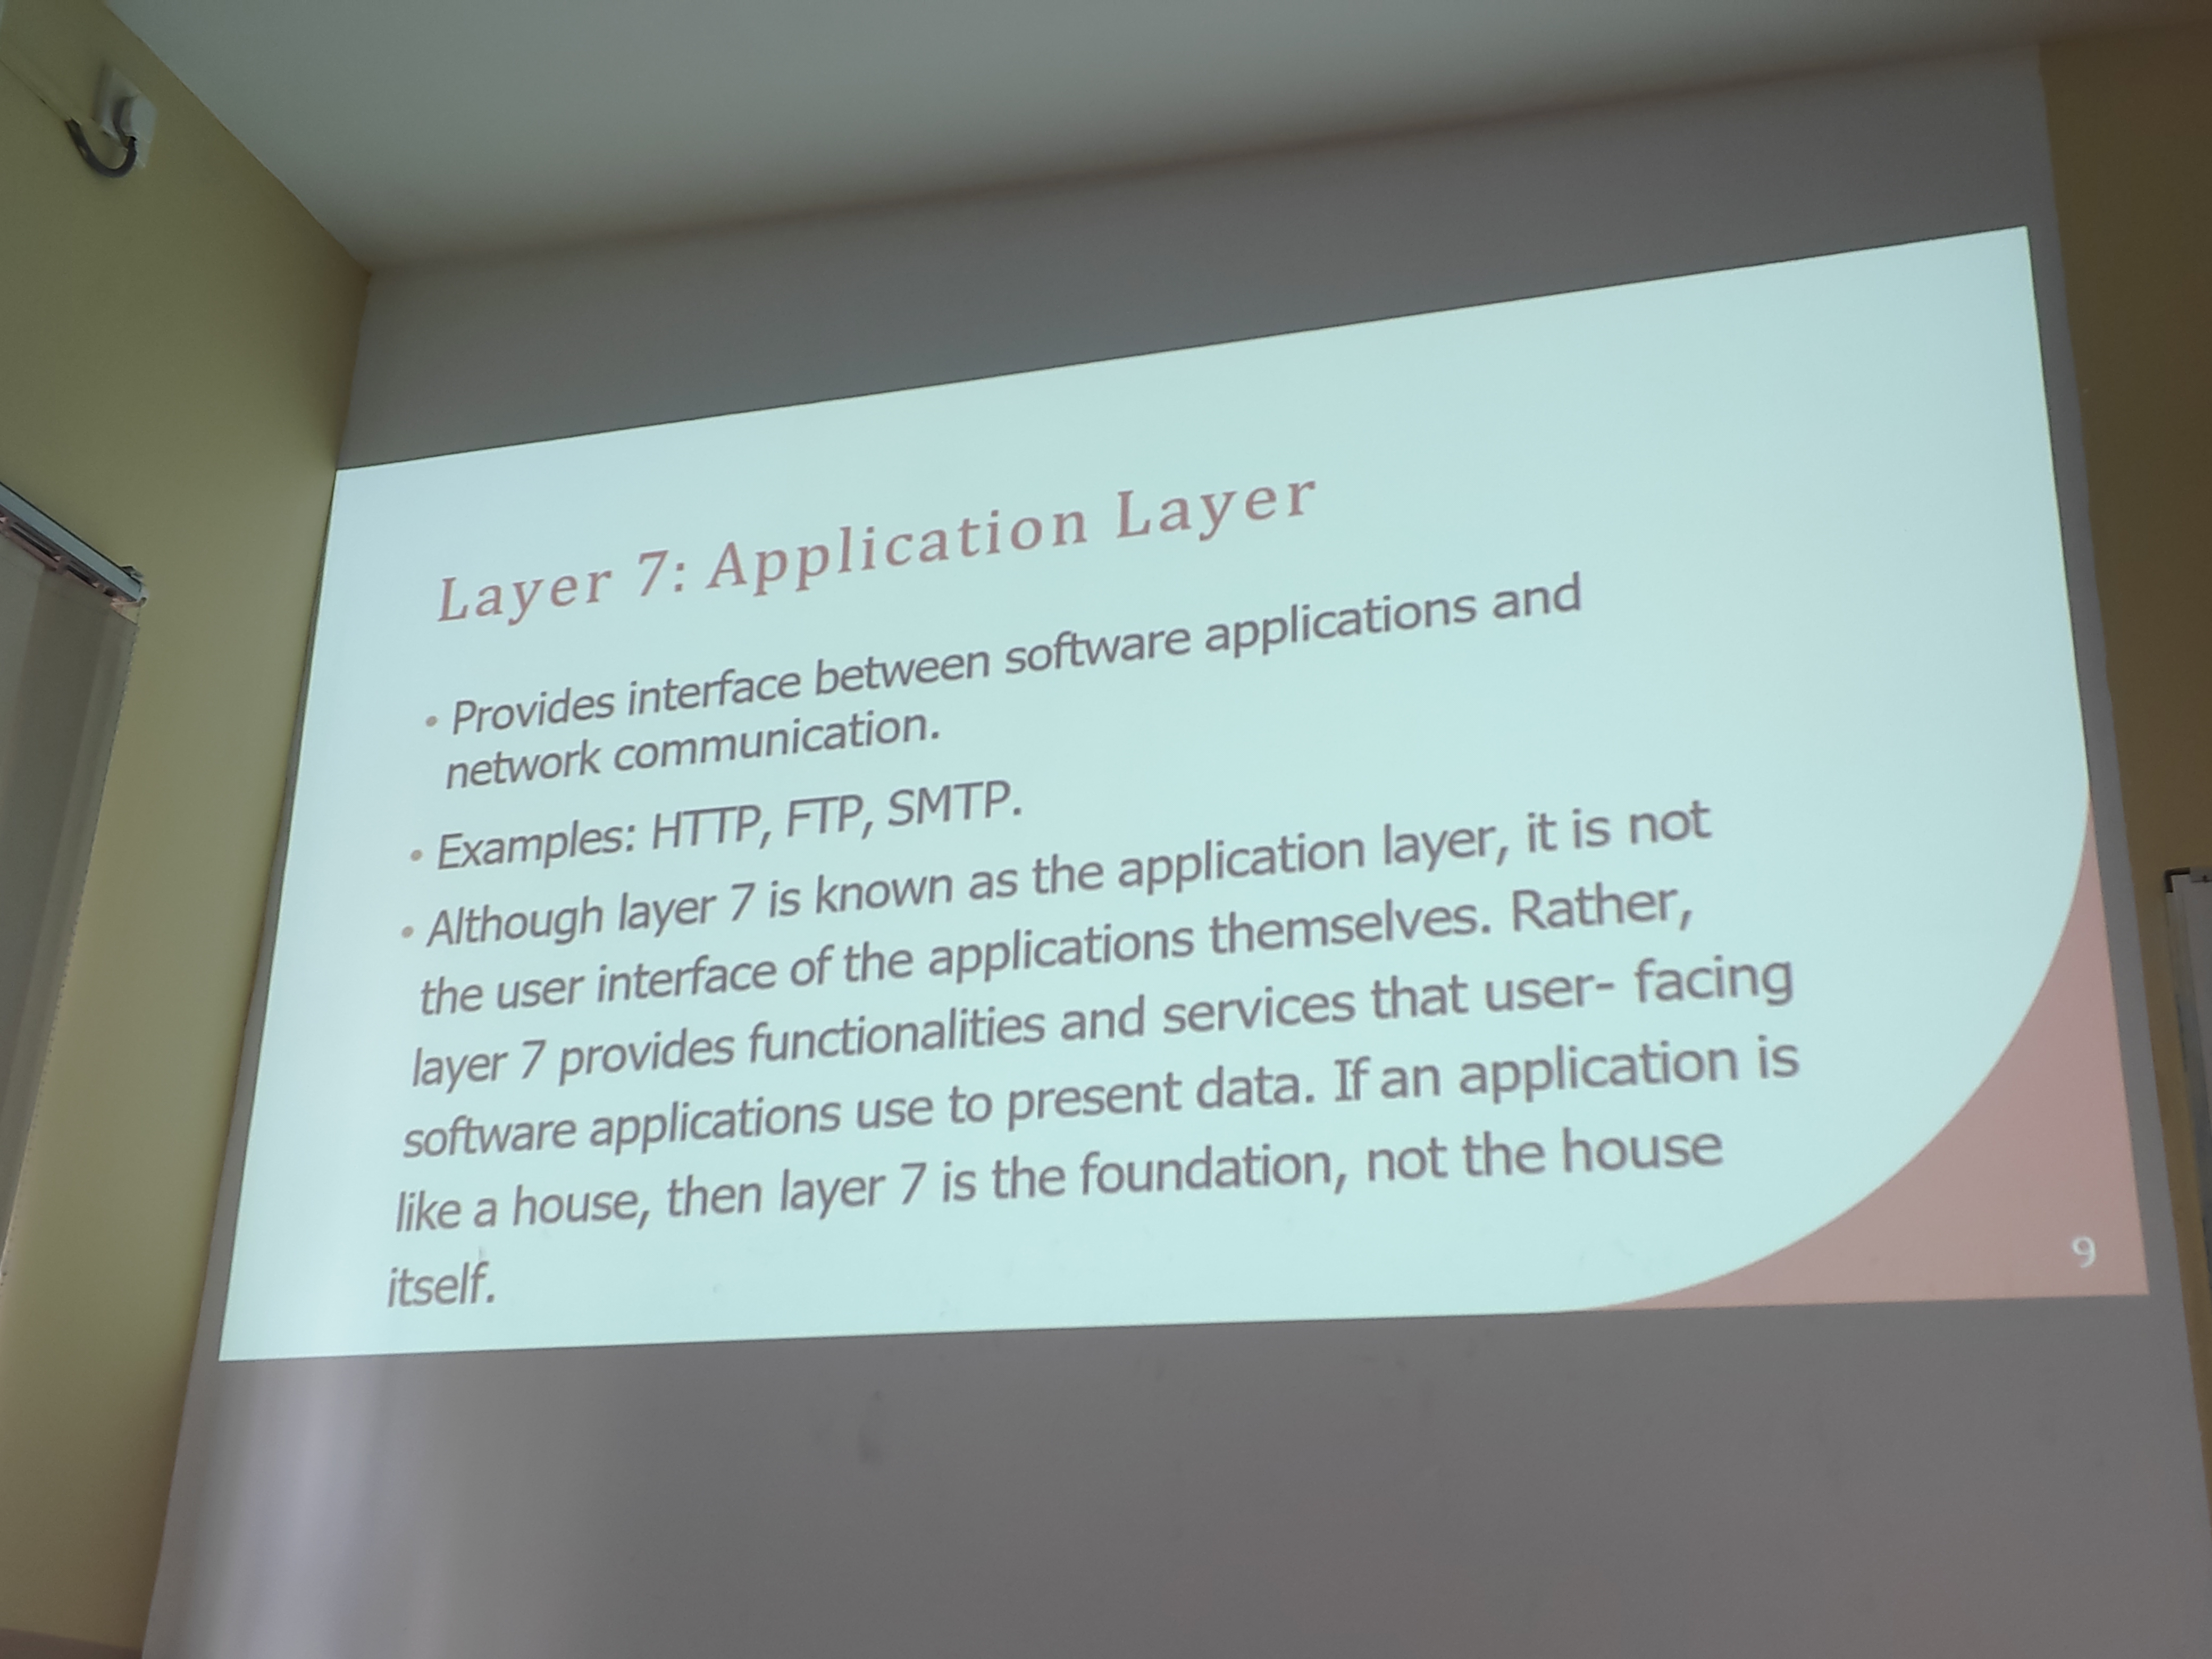 Layer 7: Application Layer
• Provides interface between software applications and
network communication.
• Examples: HTTP, FTP, SMTP.
• Although layer 7 is known as the application layer, it is not
the user interface of the applications themselves. Rather,
layer 7 provides functionalities and services that user- facing
software applications use to present data. If an application is
like a house, then layer 7 is the foundation, not the house
itself.
9